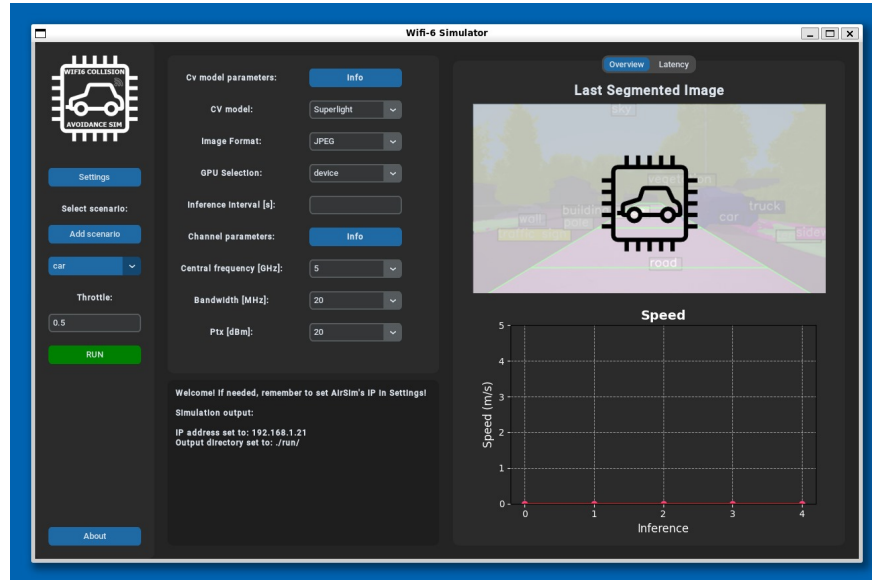 Wifi-6 Simulator
WIFI6 COLLISION
AVOIDANCE SIM
Settings
Select scenario:
Add scenario
car
Throttle:
0.5
RUN
About
Cv model parameters:
Info
CV model:
Superlight
Image Format:
JPEG
GPU Selection:
device
Inference Interval [s]:
Channel parameters:
Info
Central frequency [GHz]:
5
Bandwidth [MHz]:
20
Ptx [dBm]:
20
Welcome! If needed, remember to set AirSim's IP in Settings!
Simulation output:
IP address set to: 192.168.1.21
Output directory set to: ./run/
Overview
Latency
Last Segmented Image
sky
vegetation
truck
building
wall
car
pole
traffic sign
road
Speed
Speed (m/s)
5
4
3
2
1
0
0
1
2
3
4
Inference